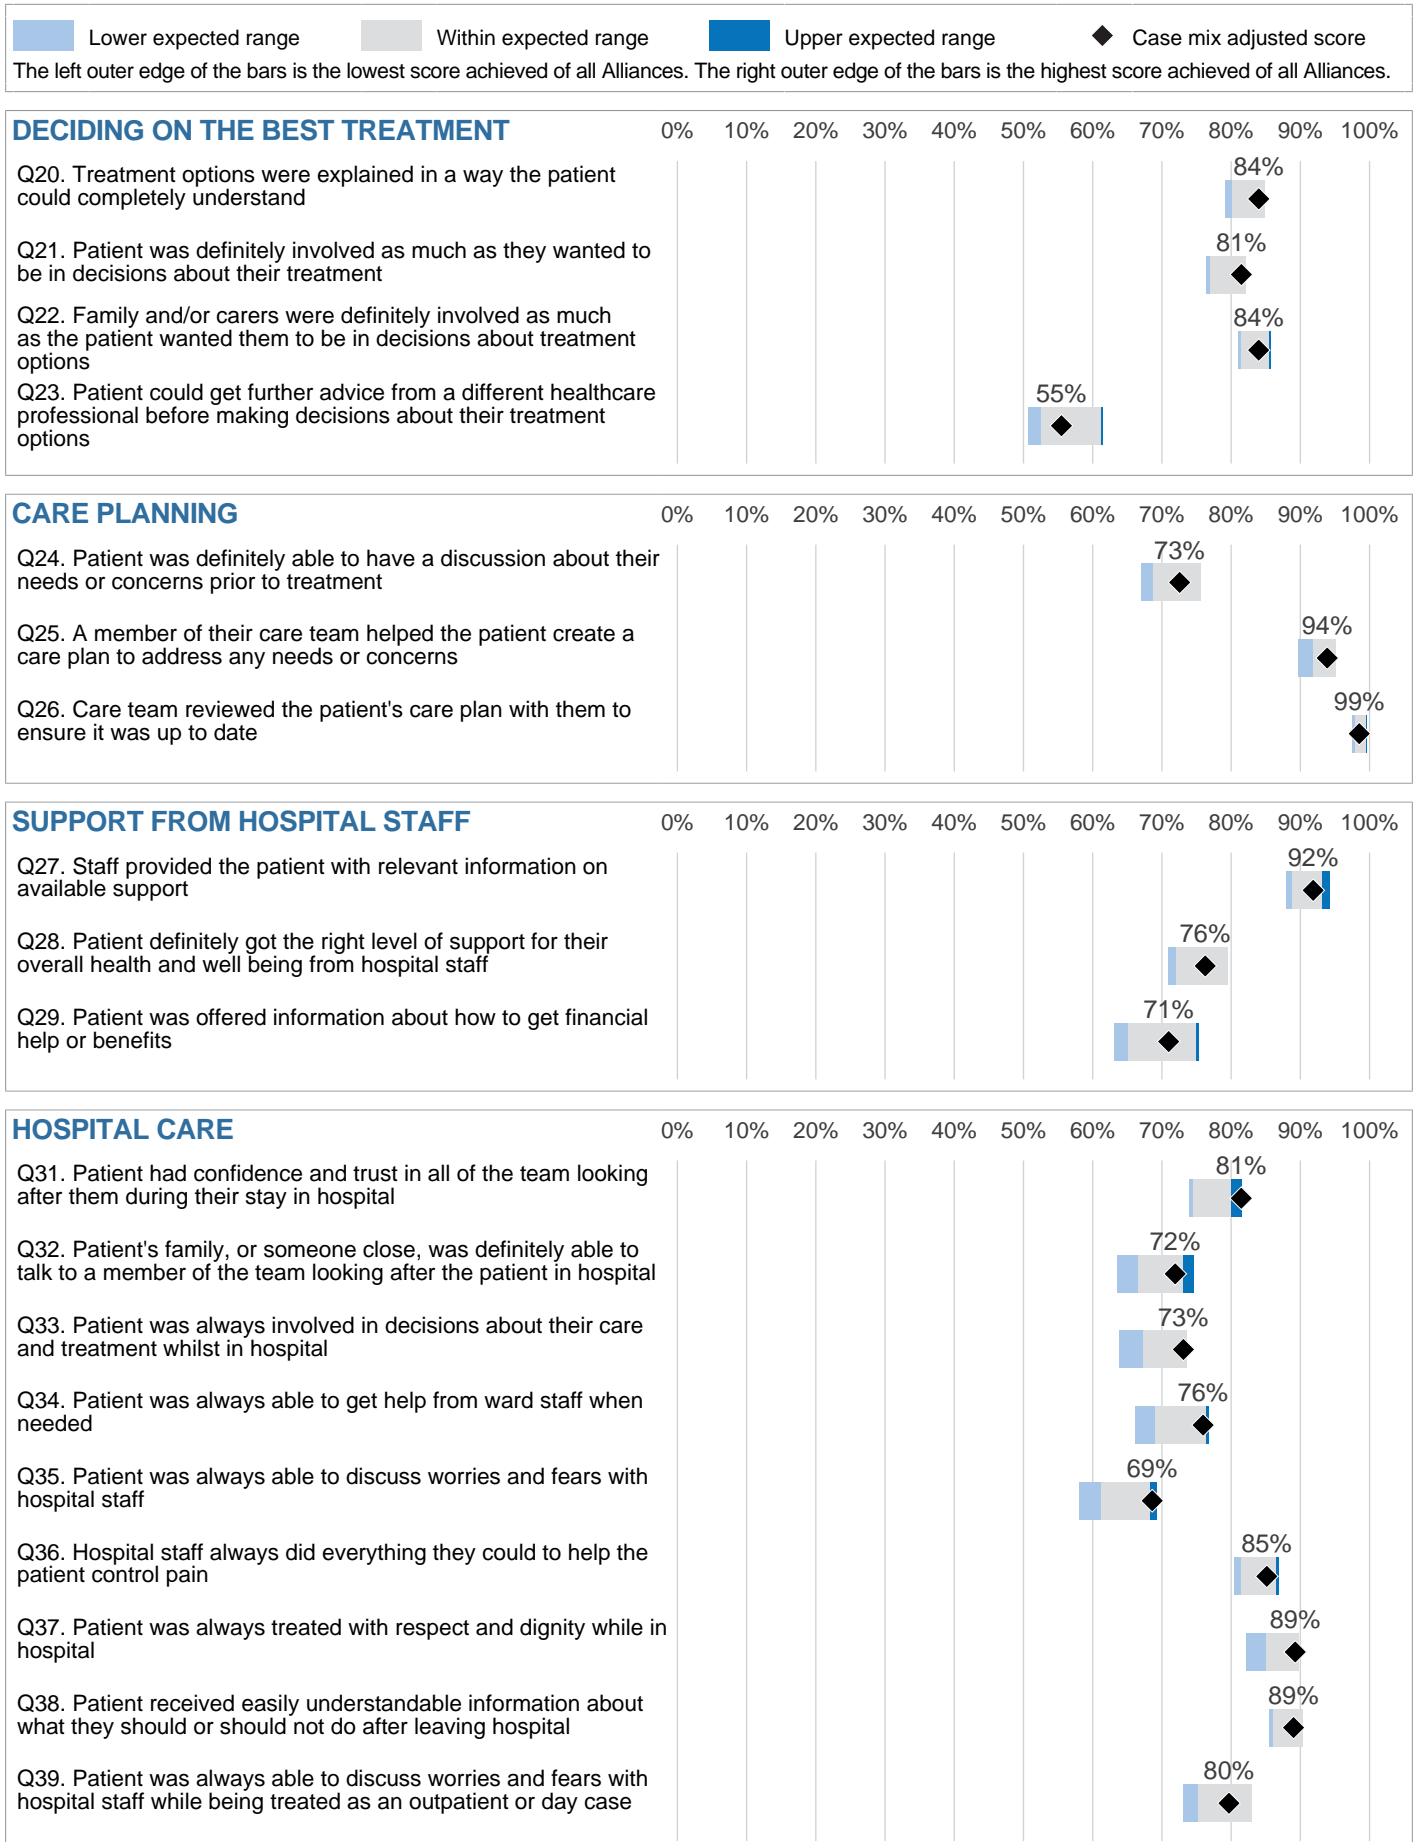 Lower expected range Within expected range Upper expected range Case mix adjusted score
The left outer edge of the bars is the lowest score achieved of all Alliances. The right outer edge of the bars is the highest score achieved of all Alliances.
DECIDING ON THE BEST TREATMENT 0% 10% 20% 30% 40% 50% 60% 70% 80% 90% 100%
84%
Q20. Treatment options were explained in a way the patient
could completely understand
81%
Q21. Patient was definitely involved as much as they wanted to
be in decisions about their treatment
84%
Q22. Family and/or carers were definitely involved as much
as the patient wanted them to be in decisions about treatment
options
55%
Q23. Patient could get further advice from a different healthcare
professional before making decisions about their treatment
options
CARE PLANNING 0% 10% 20% 30% 40% 50% 60% 70% 80% 90% 100%
73%
Q24. Patient was definitely able to have a discussion about their
needs or concerns prior to treatment
94%
Q25. A member of their care team helped the patient create a
care plan to address any needs or concerns
99%
Q26. Care team reviewed the patient's care plan with them to
ensure it was up to date
SUPPORT FROM HOSPITAL STAFF 0% 10% 20% 30% 40% 50% 60% 70% 80% 90% 100%
92%
Q27. Staff provided the patient with relevant information on
available support
76%
Q28. Patient definitely got the right level of support for their
overall health and well being from hospital staff
71%
Q29. Patient was offered information about how to get financial
help or benefits
HOSPITAL CARE 0% 10% 20% 30% 40% 50% 60% 70% 80% 90% 100%
81%
Q31. Patient had confidence and trust in all of the team looking
after them during their stay in hospital
72%
Q32. Patient's family, or someone close, was definitely able to
talk to a member of the team looking after the patient in hospital
73%
Q33. Patient was always involved in decisions about their care
and treatment whilst in hospital
76%
Q34. Patient was always able to get help from ward staff when
needed
69%
Q35. Patient was always able to discuss worries and fears with
hospital staff
85%
Q36. Hospital staff always did everything they could to help the
patient control pain
89%
Q37. Patient was always treated with respect and dignity while in
hospital
89%
Q38. Patient received easily understandable information about
what they should or should not do after leaving hospital
80%
Q39. Patient was always able to discuss worries and fears with
hospital staff while being treated as an outpatient or day case